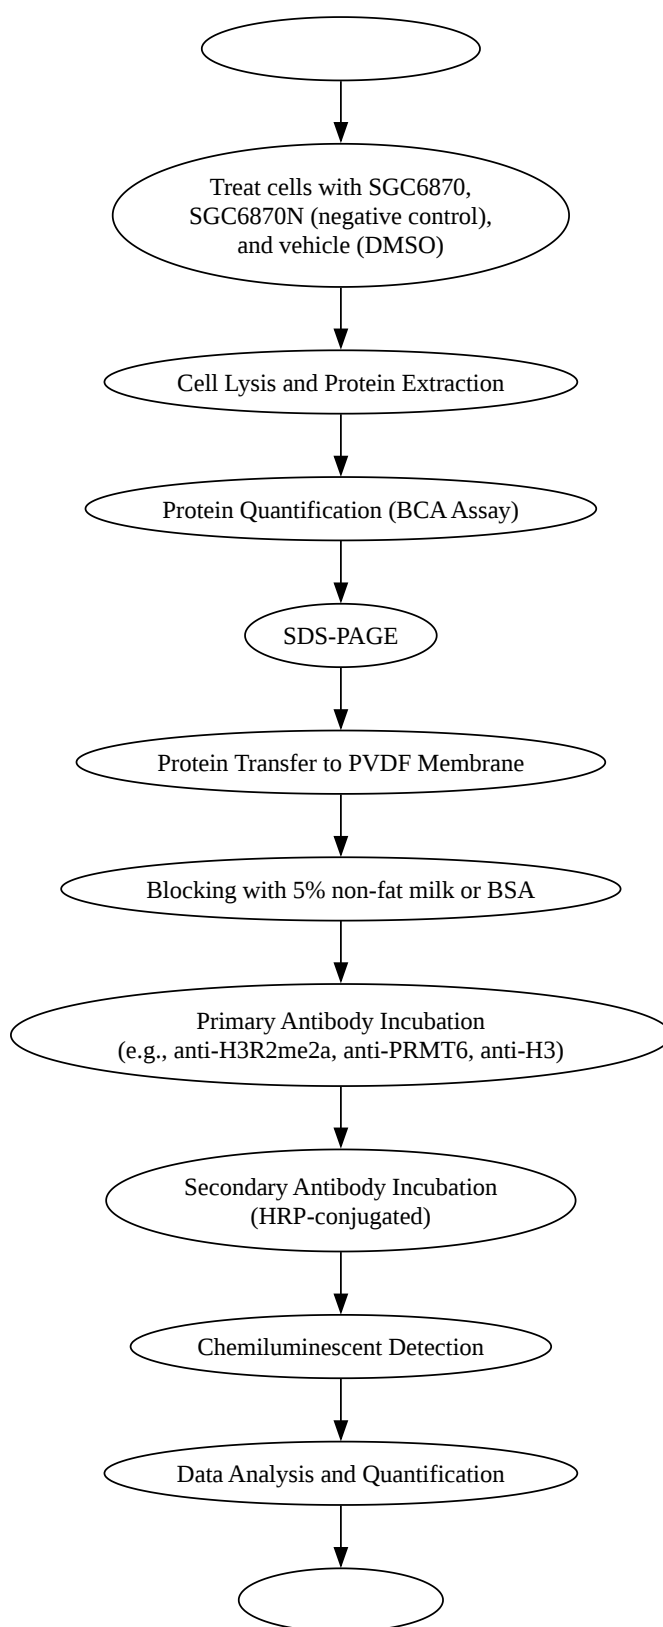 Treat cells with SGC6870,
SGC6870N (negative control),
and vehicle (DMSO)
Cell Lysis and Protein Extraction
Protein Quantification (BCA Assay)
SDS-PAGE
Protein Transfer to PVDF Membrane
Blocking with 5% non-fat milk or BSA
Primary Antibody Incubation
(e.g., anti-H3R2me2a, anti-PRMT6, anti-H3)
Secondary Antibody Incubation
(HRP-conjugated)
Chemiluminescent Detection
Data Analysis and Quantification